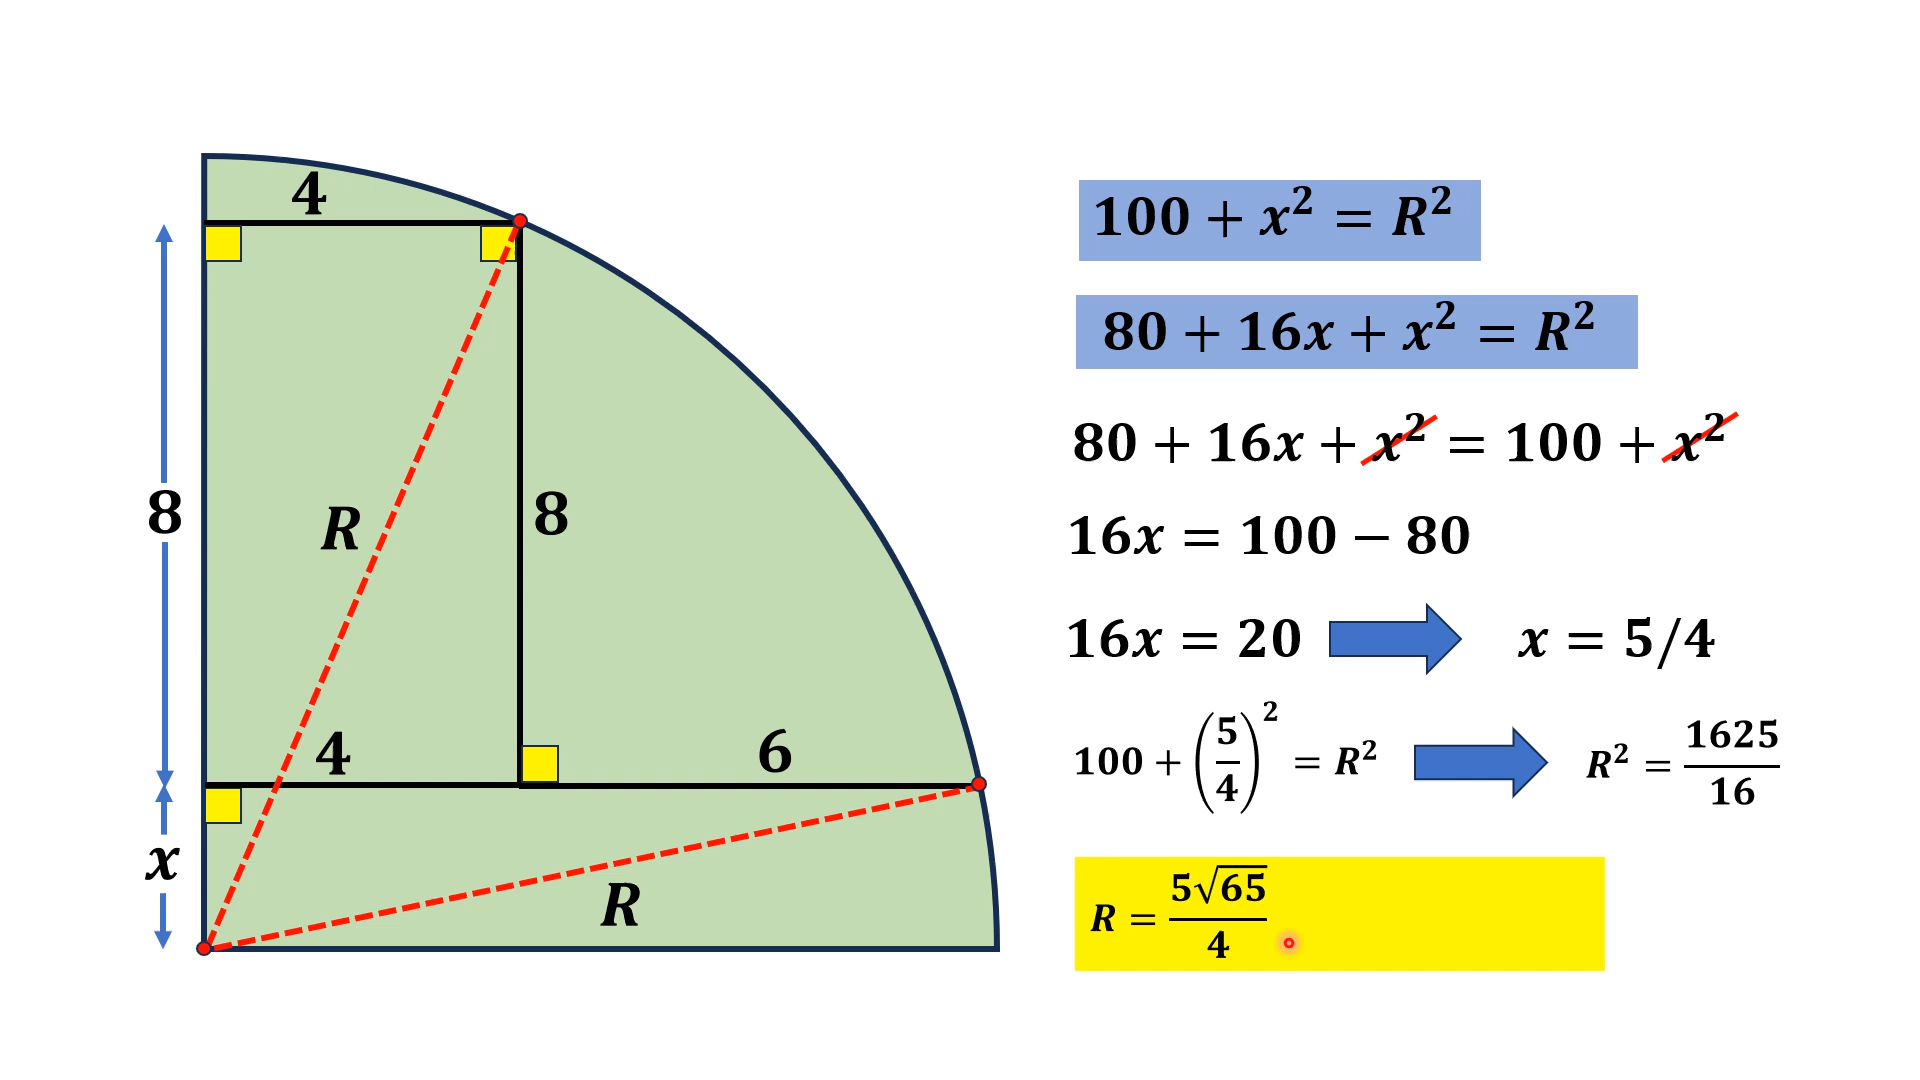 4
8
R
8
4
6
x
R
100 + x² = R²
80 + 16x + x² = R²
80 + 16x + x² = 100 + x²
16x = 100 − 80
16x = 20
x = 5/4
100 + (5/4)² = R²
R² = 1625/16
R = 5√65/4